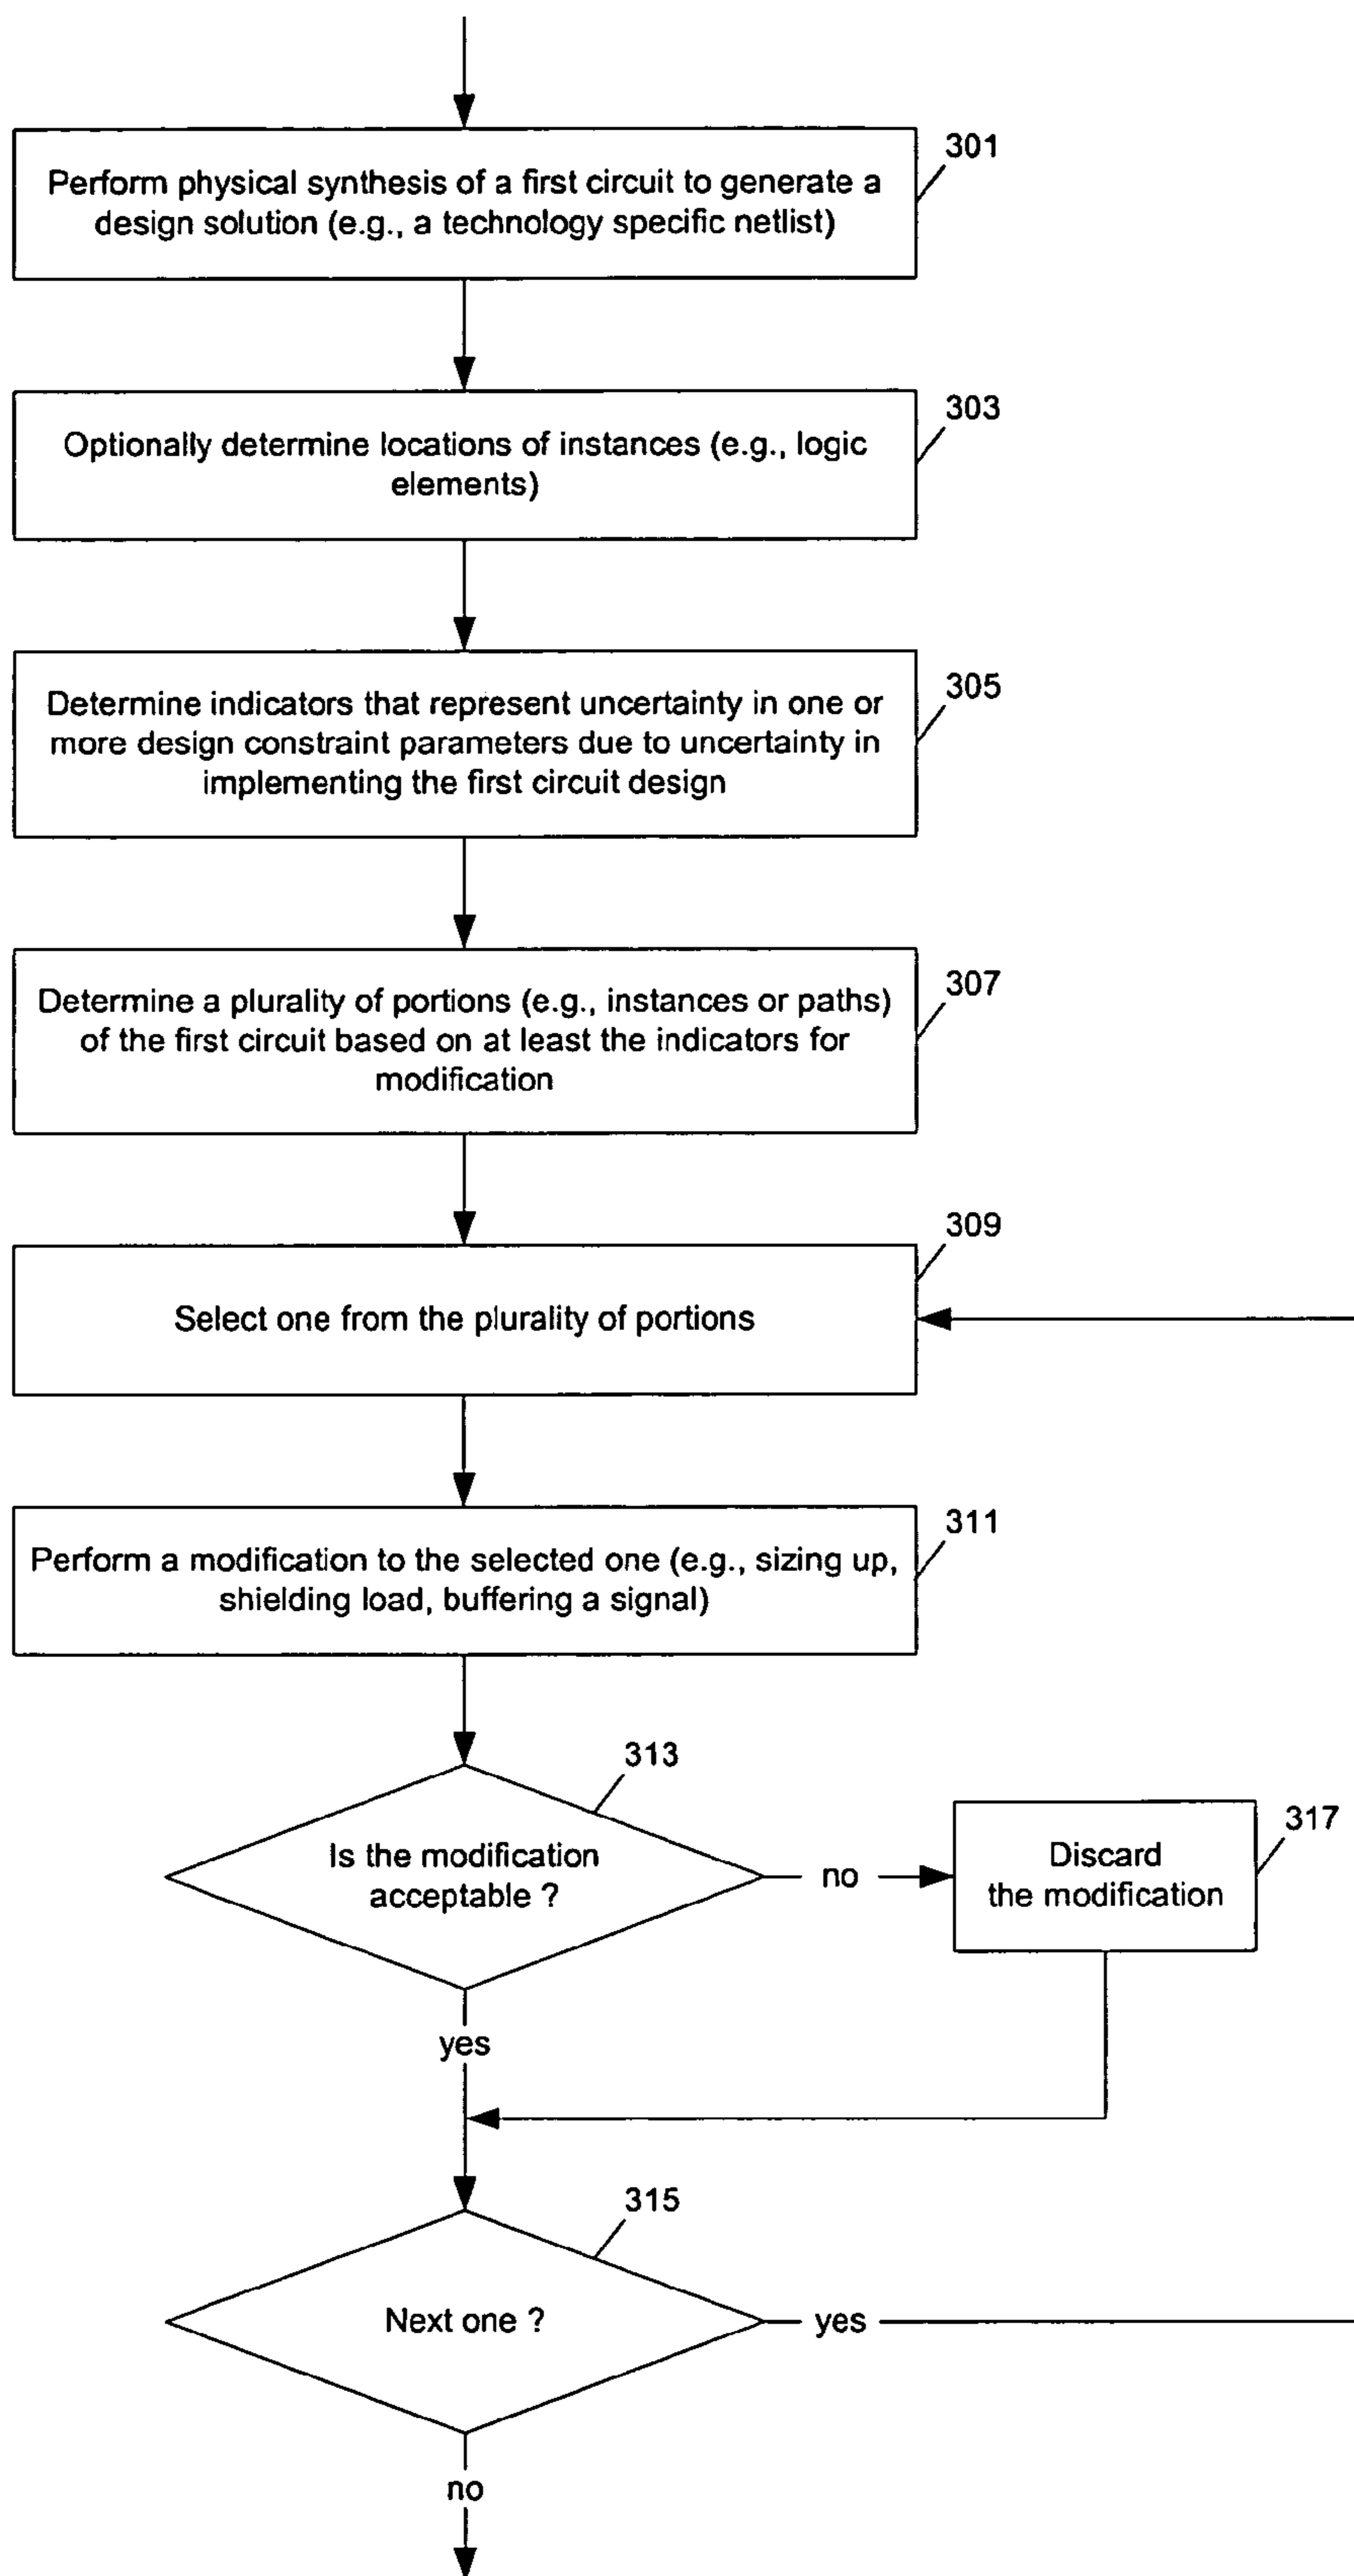 301
Perform physical synthesis of a first circuit to generate a
design solution (e.g., a technology specific netlist)
303
Optionally determine locations of instances (e.g., logic
elements)
305
Determine indicators that represent uncertainty in one or
more design constraint parameters due to uncertainty in
implementing the first circuit design
307
Determine a plurality of portions (e.g., instances or paths)
of the first circuit based on at least the indicators for
modification
309
Select one from the plurality of portions
311
Perform a modification to the selected one (e.g., sizing up,
shielding load, buffering a signal)
313
Is the modification
acceptable ?
no
317
Discard
the modification
yes
315
Next one ?
yes
no